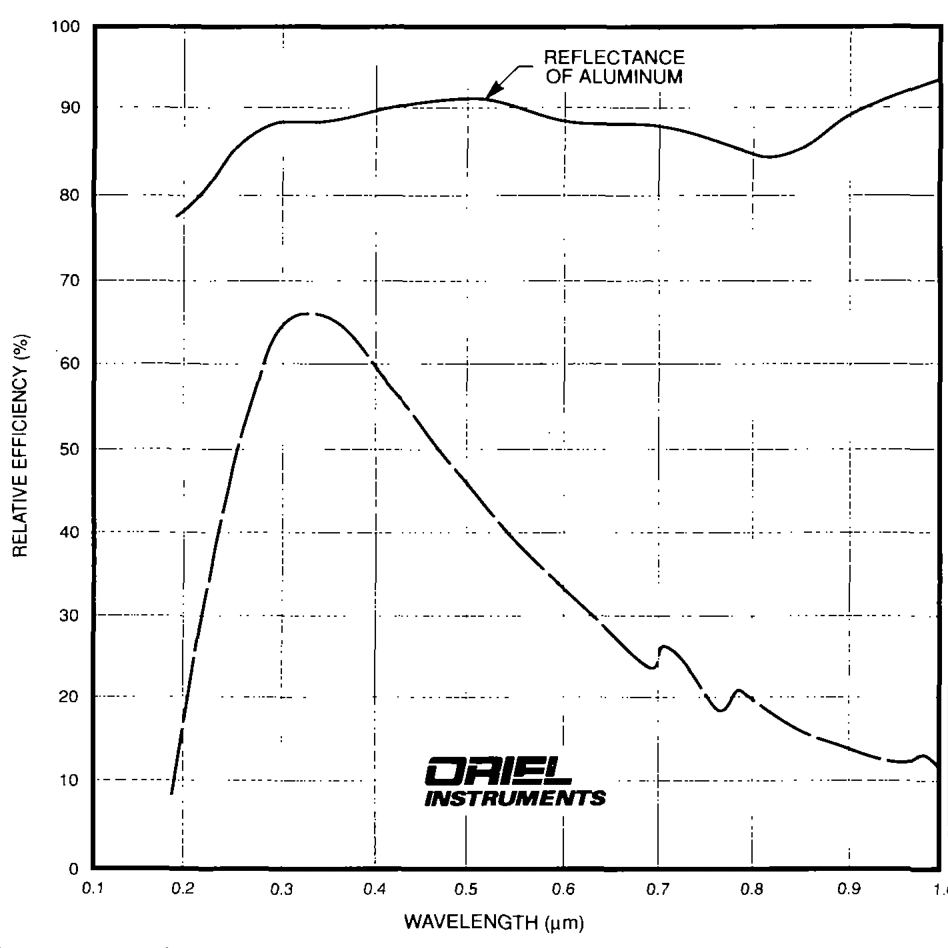 100
90
80
70
60
50
40
30
20
10
0
RELATIVE EFFICIENCY (%)
REFLECTANCE
OF ALUMINUM
ORIEL
INSTRUMENTS
0.1 0.2 0.3 0.4 0.5 0.6 0.7 0.8 0.9 1.
WAVELENGTH (µm)